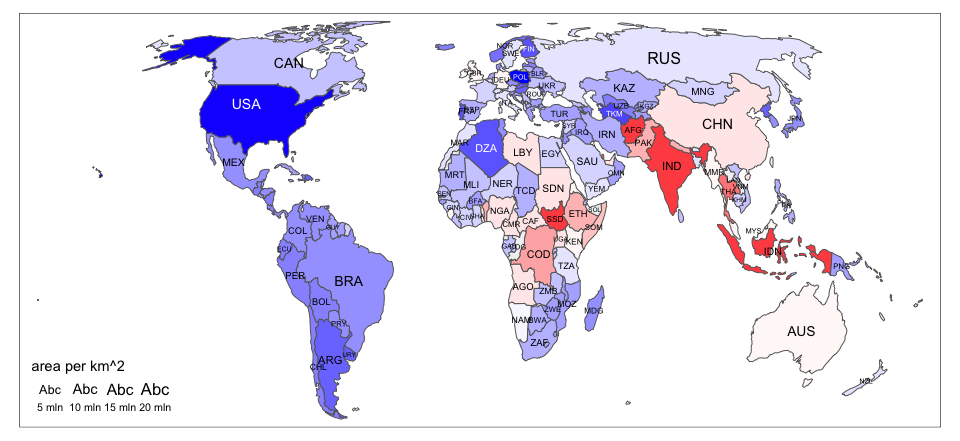 NOR
FIN
SWE
RUS
CAN
GBR
DEU
POL
BLR
UKR
KAZ
MNG
USA
ITA
ROU
UZB
KGZ
TKM
TUR
CHN
JPN
MAR
DZA
SYR
IRQ
IRN
AFG
PAK
MEX
LBY
EGY
SAU
IND
MMR
MRT
MLI
NER
TCD
SDN
OMN
YEM
THA
VNM
KHM
SEN
GIN
BFA
CIV
GHA
NGA
CMR
CAF
SSD
ETH
SOL
SOM
VEN
GUY
COL
ECU
GAB
COG
COD
UGA
KEN
MYS
IDN
PNG
PER
BRA
TZA
BOL
AGO
ZMB
MOZ
MDG
PRY
NAM
BWA
ZWE
AUS
ARG
URY
CHL
ZAF
NZL
area per km^2
Abc Abc Abc Abc
5 mln 10 mln 15 mln 20 mln